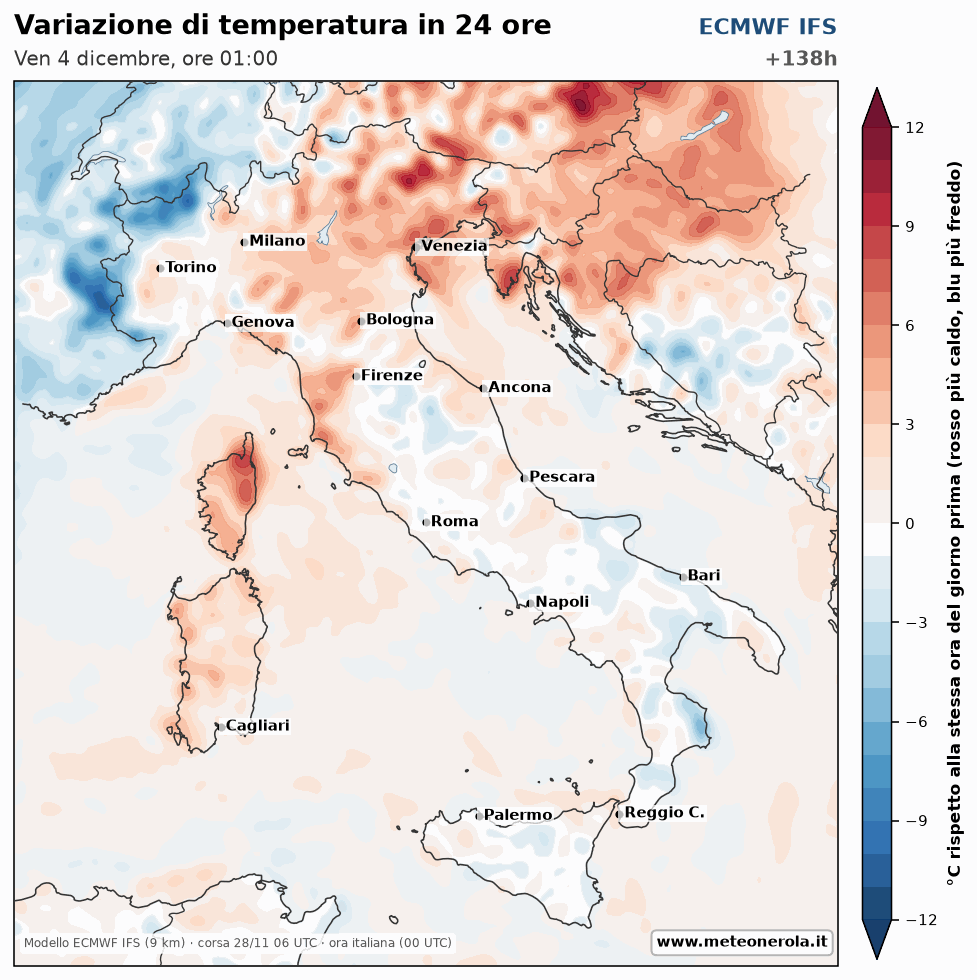 Variazione di temperatura in 24 ore
ECMWF IFS
Ven 4 dicembre, ore 01:00
+138h
Milano
Venezia
Torino
Genova
Bologna
Firenze
Ancona
Pescara
Roma
Bari
Napoli
Cagliari
Palermo
Reggio C.
12
9
6
3
0
−3
−6
−9
−12
°C rispetto alla stessa ora del giorno prima (rosso più caldo, blu più freddo)
Modello ECMWF IFS (9 km) · corsa 28/11 06 UTC · ora italiana (00 UTC)
www.meteonerola.it